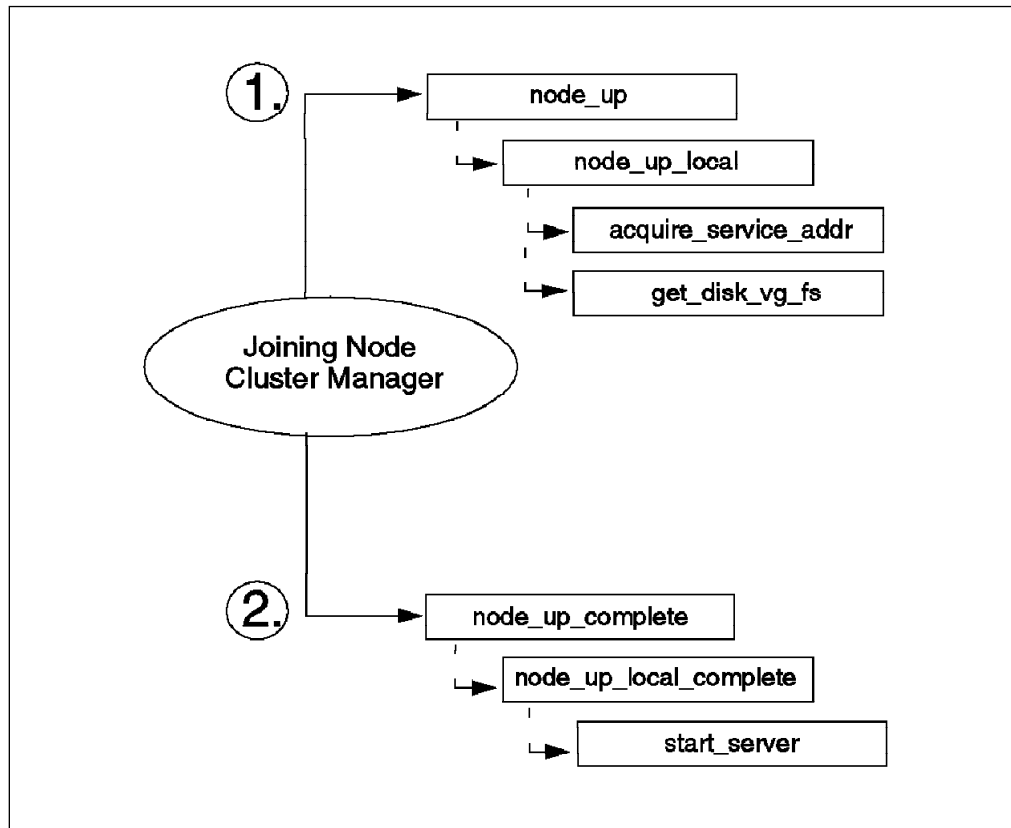 1.
node_up
node_up_local
acquire_service_addr
get_disk_vg_fs
Joining Node
Cluster Manager
2.
node_up_complete
node_up_local_complete
start_server